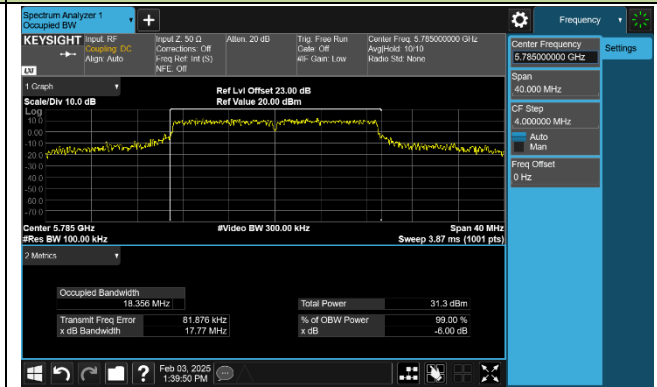 Spectrum Analyzer 1
Occupied BW
Frequency
KEYSIGHT
Input: RF
Coupling: DC
Align: Auto
Input Z: 50 Ω
Corrections: Off
Freq Ref: Int (S)
NFE: Off
Atten: 20 dB
Trig: Free Run
Gate: Off
#IF Gain: Low
Center Freq: 5.785000000 GHz
Avg|Hold: 10/10
Radio Std: None
LXI
Center Frequency
5.785000000 GHz
Settings
Span
40.000 MHz
CF Step
4.000000 MHz
Auto
Man
Freq Offset
0 Hz
1 Graph
Scale/Div 10.0 dB
Ref Lvl Offset 23.00 dB
Ref Value 20.00 dBm
Log
10.0
0.00
-10.0
-20.0
-30.0
-40.0
-50.0
-60.0
-70.0
Center 5.785 GHz
#Video BW 300.00 kHz
Span 40 MHz
#Res BW 100.00 kHz
Sweep 3.87 ms (1001 pts)
2 Metrics
Occupied Bandwidth
18.356 MHz
Total Power 31.3 dBm
Transmit Freq Error 81.876 kHz
% of OBW Power 99.00 %
x dB Bandwidth 17.77 MHz
x dB -6.00 dB
Feb 03, 2025
1:39:50 PM